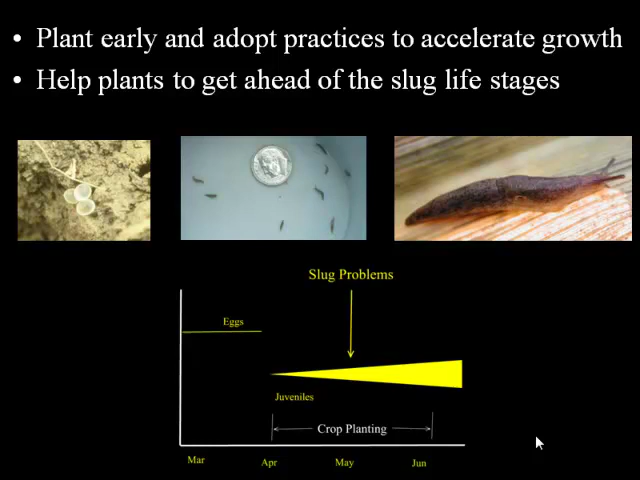 • Plant early and adopt practices to accelerate growth
• Help plants to get ahead of the slug life stages
Slug Problems
Eggs
Juveniles
Crop Planting
Mar
Apr
May
Jun